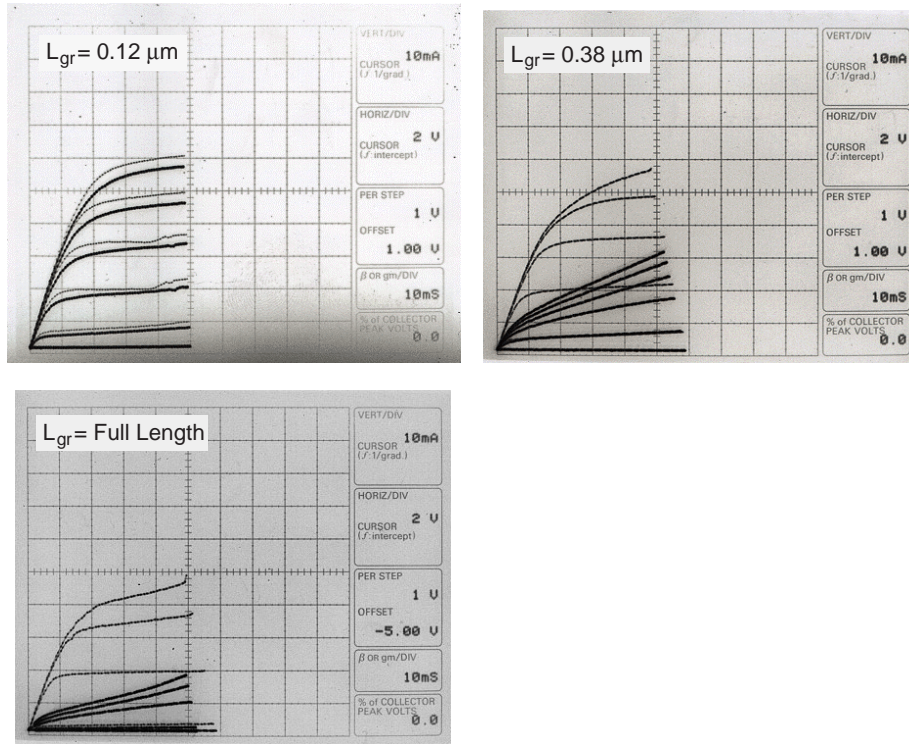 L_gr = 0.12 μm
VERT/DIV
10mA
CURSOR
(ƒ: 1/grad.)
HORIZ/DIV
2 V
CURSOR
(ƒ: intercept)
PER STEP
1 V
OFFSET
1.00 V
β OR gm/DIV
10mS
% of COLLECTOR
PEAK VOLTS
0.0
L_gr = 0.38 μm
VERT/DIV
10mA
CURSOR
(ƒ: 1/grad.)
HORIZ/DIV
2 V
CURSOR
(ƒ: intercept)
PER STEP
1 V
OFFSET
1.00 V
β OR gm/DIV
10mS
% of COLLECTOR
PEAK VOLTS
0.0
L_gr = Full Length
VERT/DIV
10mA
CURSOR
(ƒ: 1/grad.)
HORIZ/DIV
2 V
CURSOR
(ƒ: intercept)
PER STEP
1 V
OFFSET
-5.00 V
β OR gm/DIV
10mS
% of COLLECTOR
PEAK VOLTS
0.0